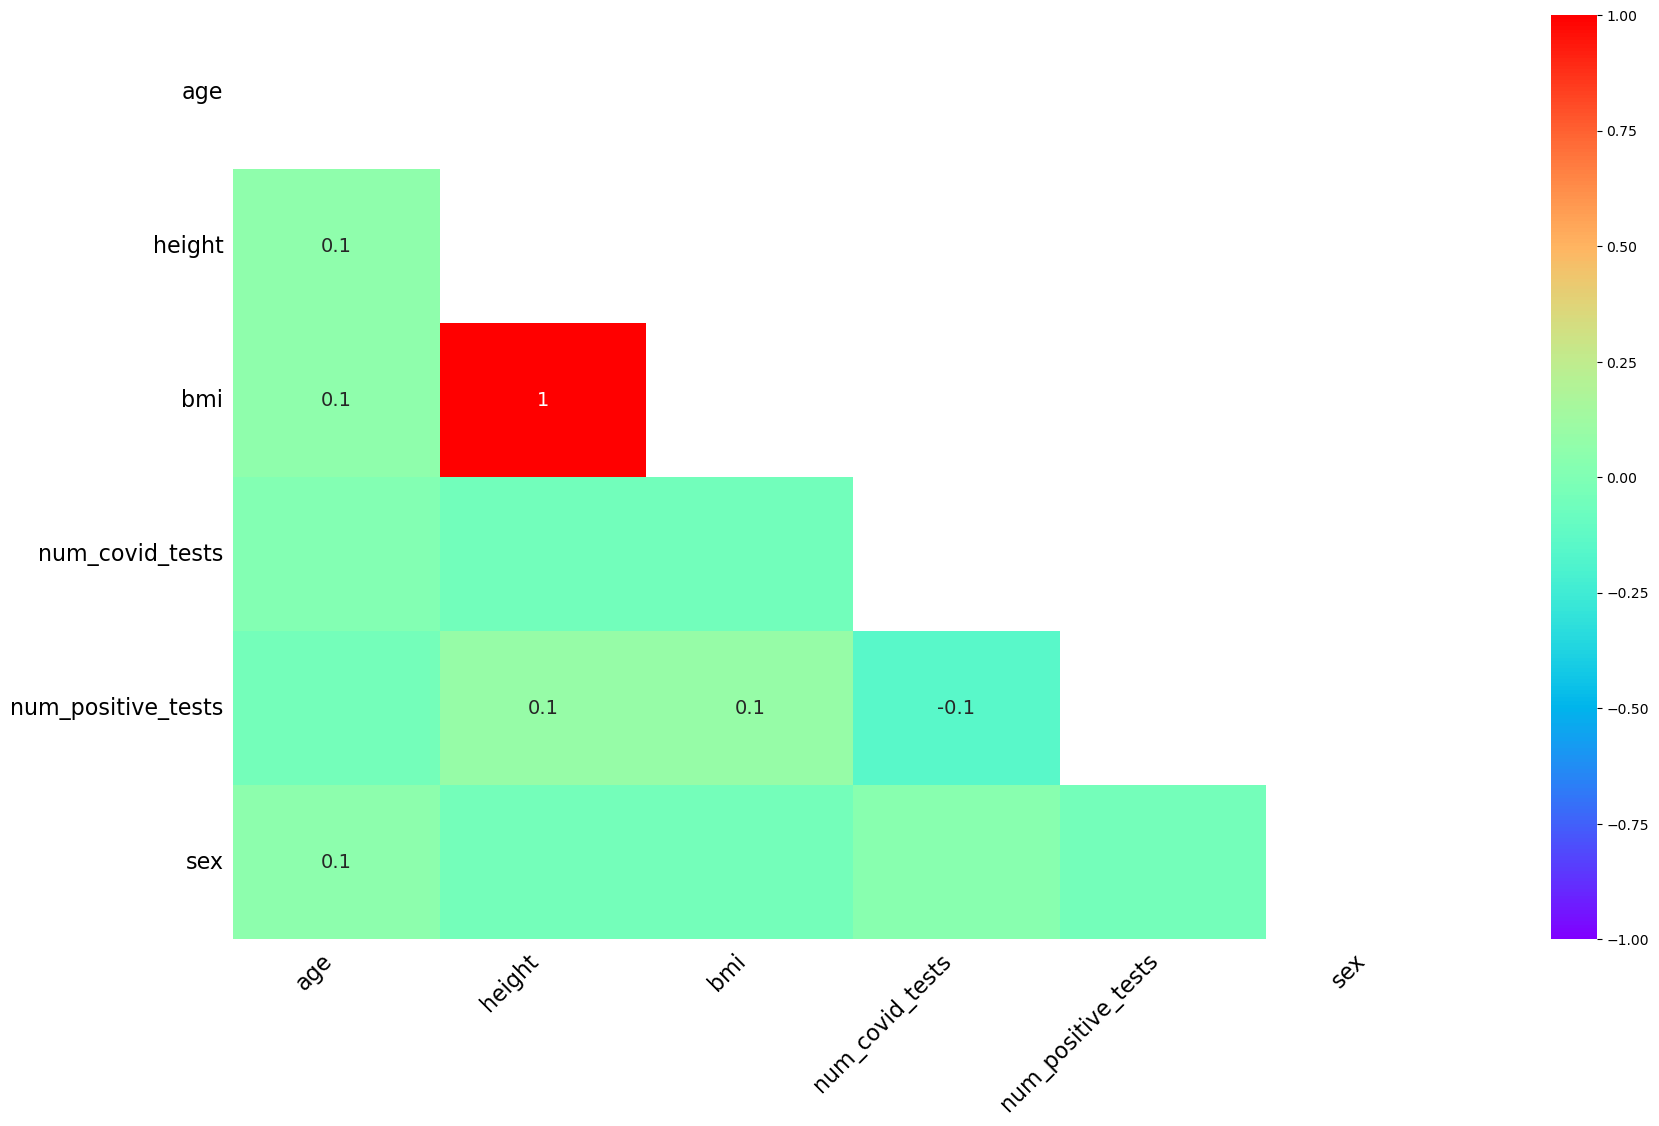 age
height
0.1
bmi
0.1
1
num_covid_tests
num_positive_tests
0.1
0.1
-0.1
sex
0.1
age
height
bmi
num_covid_tests
num_positive_tests
sex
1.00
0.75
0.50
0.25
0.00
−0.25
−0.50
−0.75
−1.00